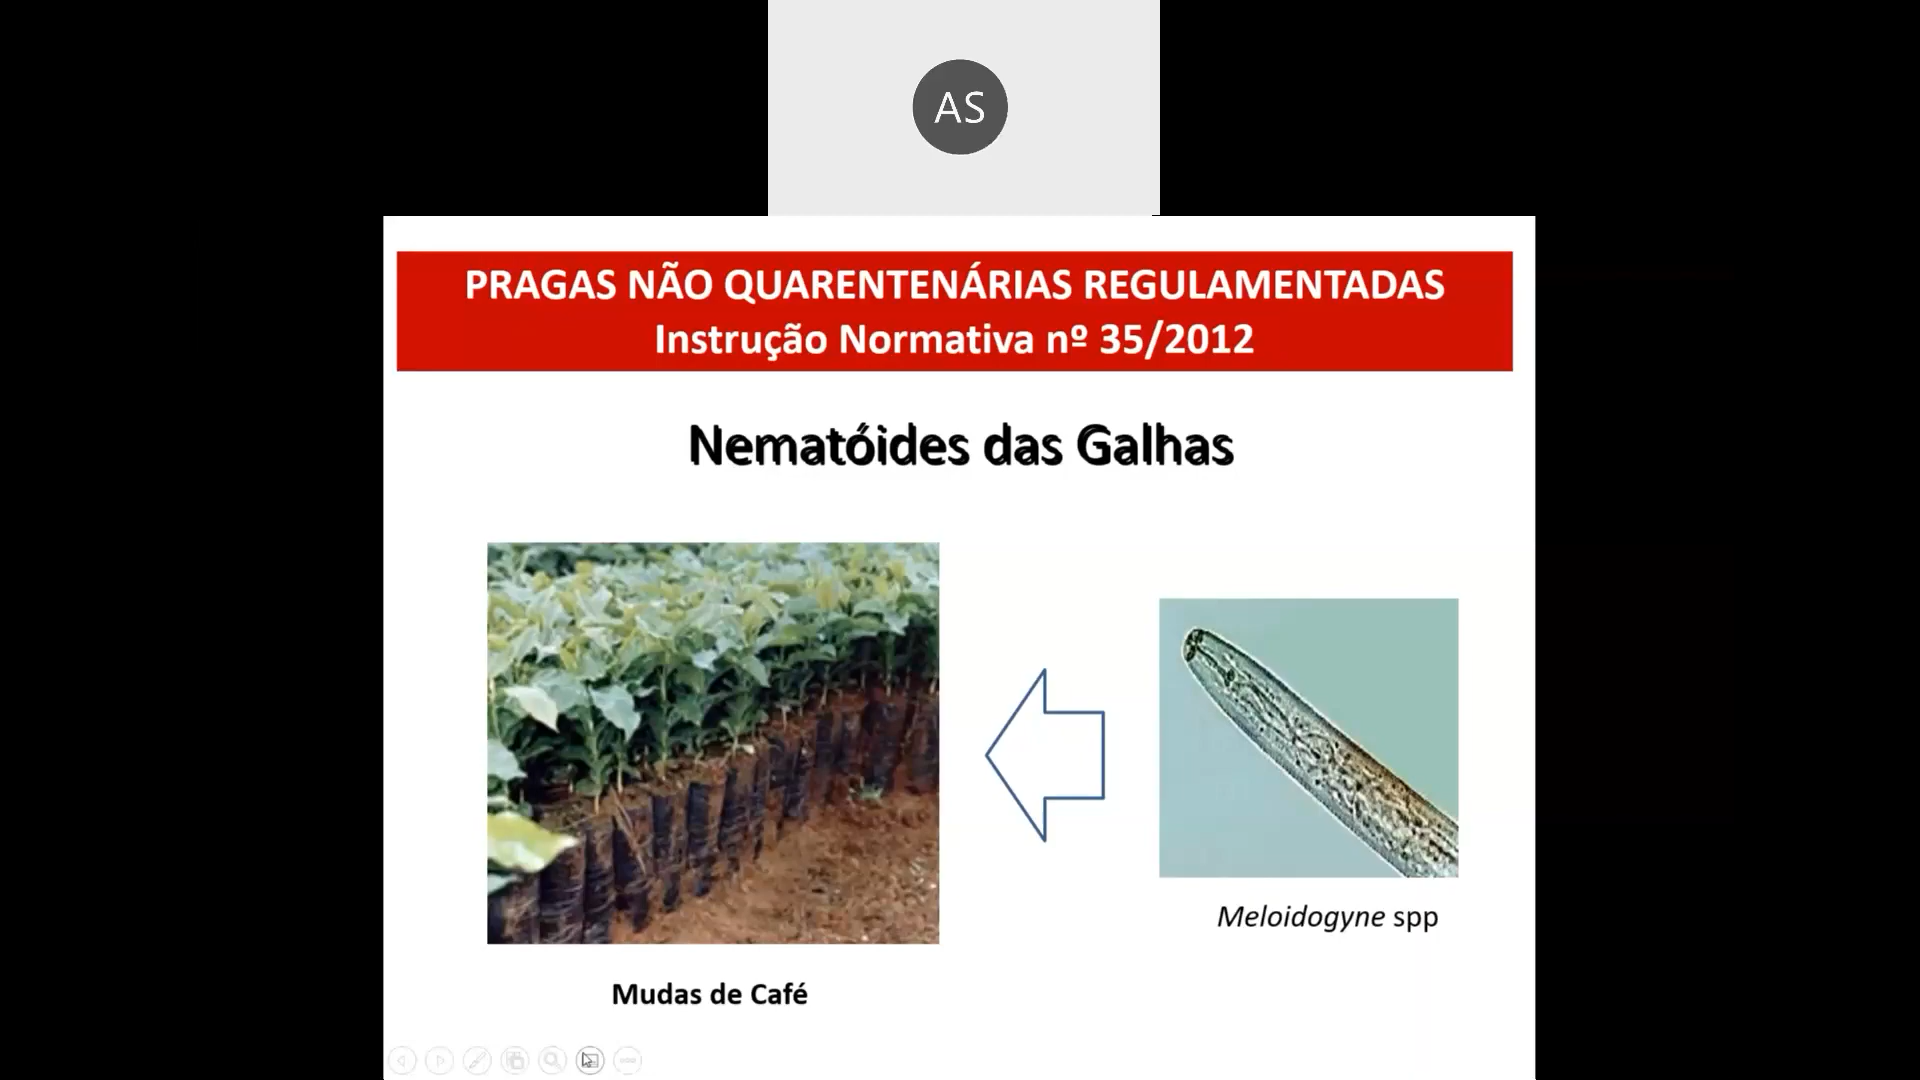 AS
PRAGAS NÃO QUARENTENÁRIAS REGULAMENTADAS
Instrução Normativa nº 35/2012
Nematóides das Galhas
Meloidogyne spp
Mudas de Café